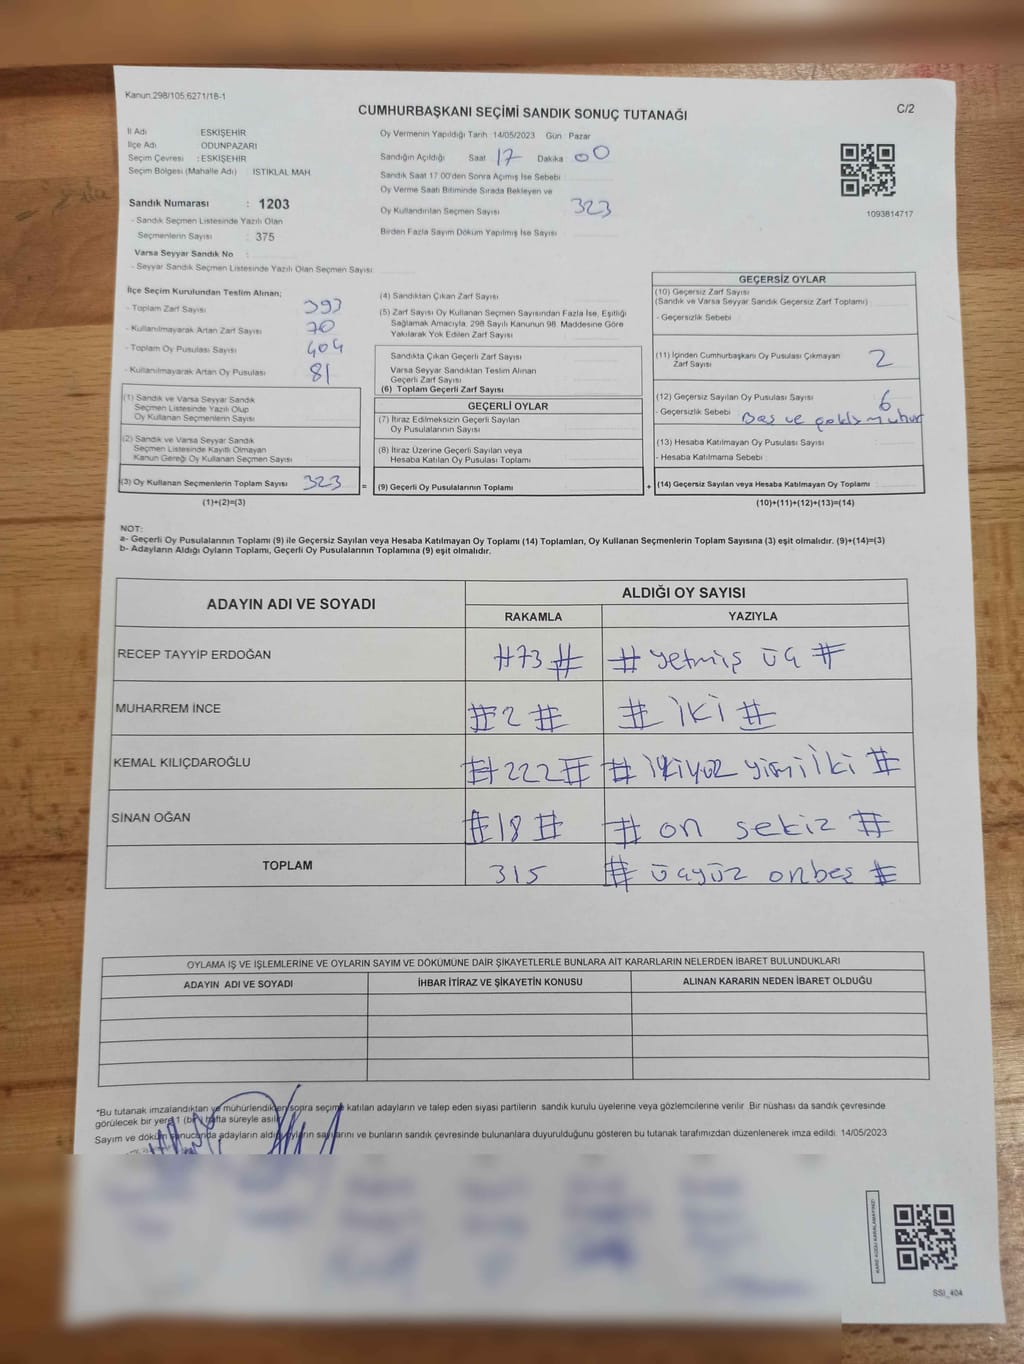 Kanun:298/105,6271/18-1
CUMHURBAŞKANI SEÇİMİ SANDIK SONUÇ TUTANAĞI
C/2
İl Adı ESKİŞEHİR
İlçe Adı ODUNPAZARI
Seçim Çevresi : ESKİŞEHİR
Seçim Bölgesi (Mahalle Adı) İSTİKLAL MAH
Sandık Numarası : 1203
- Sandık Seçmen Listesinde Yazılı Olan
Seçmenlerin Sayısı : 375
Varsa Seyyar Sandık No :
- Seyyar Sandık Seçmen Listesinde Yazılı Olan Seçmen Sayısı:
Oy Vermenin Yapıldığı Tarih 14/05/2023 Gün Pazar
Sandığın Açıldığı Saat 17 Dakika 00
Sandık Saat 17:00'den Sonra Açımış İse Sebebi
Oy Verme Saati Bitiminde Sırada Bekleyen ve
Oy Kullandırılan Seçmen Sayısı 323
Birden Fazla Sayım Döküm Yapılmış İse Sayısı
1093814717
İlçe Seçim Kurulundan Teslim Alınan;
- Toplam Zarf Sayısı 393
- Kullanılmayarak Artan Zarf Sayısı 70
- Toplam Oy Pusulası Sayısı 404
- Kullanılmayarak Artan Oy Pusulası 81
(1) Sandık ve Varsa Seyyar Sandık
Seçmen Listesinde Yazılı Olup
Oy Kullanan Seçmenlerin Sayısı
(2) Sandık ve Varsa Seyyar Sandık
Seçmen Listesinde Kayıtlı Olmayan
Kanun Gereği Oy Kullanan Seçmen Sayısı
(3) Oy Kullanan Seçmenlerin Toplam Sayısı 323 =
(1)+(2)=(3)
(4) Sandıktan Çıkan Zarf Sayısı
(5) Zarf Sayısı Oy Kullanan Seçmen Sayısından Fazla İse, Eşitliği
Sağlamak Amacıyla, 298 Sayılı Kanunun 98. Maddesine Göre
Yakılarak Yok Edilen Zarf Sayısı
Sandıkta Çıkan Geçerli Zarf Sayısı
Varsa Seyyar Sandıktan Teslim Alınan
Geçerli Zarf Sayısı
(6) Toplam Geçerli Zarf Sayısı
GEÇERLİ OYLAR
(7) İtiraz Edilmeksizin Geçerli Sayılan
Oy Pusulalarının Sayısı
(8) İtiraz Üzerine Geçerli Sayılan veya
Hesaba Katılan Oy Pusulası Toplamı
(9) Geçerli Oy Pusulalarının Toplamı +
GEÇERSİZ OYLAR
(10) Geçersiz Zarf Sayısı
(Sandık ve Varsa Seyyar Sandık Geçersiz Zarf Toplamı)
- Geçersizlik Sebebi
(11) İçinden Cumhurbaşkanı Oy Pusulası Çıkmayan
Zarf Sayısı 2
(12) Geçersiz Sayılan Oy Pusulası Sayısı 6
- Geçersizlik Sebebi Boş ve çoklu mühür
(13) Hesaba Katılmayan Oy Pusulası Sayısı
- Hesaba Katılmama Sebebi
(14) Geçersiz Sayılan veya Hesaba Katılmayan Oy Toplamı
(10)+(11)+(12)+(13)=(14)
NOT:
a- Geçerli Oy Pusulalarının Toplamı (9) ile Geçersiz Sayılan veya Hesaba Katılmayan Oy Toplamı (14) Toplamları, Oy Kullanan Seçmenlerin Toplam Sayısına (3) eşit olmalıdır. (9)+(14)=(3)
b- Adayların Aldığı Oyların Toplamı, Geçerli Oy Pusulalarının Toplamına (9) eşit olmalıdır.
ADAYIN ADI VE SOYADI
ALDIĞI OY SAYISI
RAKAMLA YAZIYLA
RECEP TAYYİP ERDOĞAN #73# # yetmiş üç #
MUHARREM İNCE #2# # iki #
KEMAL KILIÇDAROĞLU #222# # ikiyüz yirmi iki #
SİNAN OĞAN #18# # on sekiz #
TOPLAM 315 # üçyüz onbeş #
OYLAMA İŞ VE İŞLEMLERİNE VE OYLARIN SAYIM VE DÖKÜMÜNE DAİR ŞİKAYETLERLE BUNLARA AİT KARARLARIN NELERDEN İBARET BULUNDUKLARI
ADAYIN ADI VE SOYADI İHBAR İTİRAZ VE ŞİKAYETİN KONUSU ALINAN KARARIN NEDEN İBARET OLDUĞU
*Bu tutanak imzalandıktan ve mühürlendikten sonra seçime katılan adayların ve talep eden siyasi partilerin sandık kurulu üyelerine veya gözlemcilerine verilir. Bir nüshası da sandık çevresinde
görülecek bir yere 1 (bir) hafta süreyle asılır.
Sayım ve döküm sonucunda adayların aldığı oyların sayılarını ve bunların sandık çevresinde bulunanlara duyurulduğunu gösteren bu tutanak tarafımızdan düzenlenerek imza edildi. 14/05/2023
KARE KODU KARALAMAYINIZ!
SSI_404